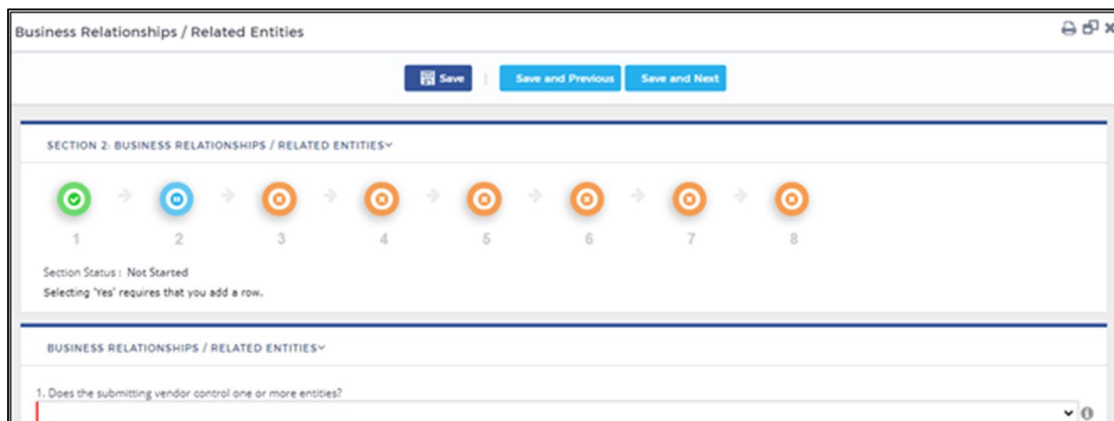 Business Relationships / Related Entities
Save | Save and Previous Save and Next
SECTION 2: BUSINESS RELATIONSHIPS / RELATED ENTITIES
1 2 3 4 5 6 7 8
Section Status : Not Started
Selecting 'Yes' requires that you add a row.
BUSINESS RELATIONSHIPS / RELATED ENTITIES
1. Does the submitting vendor control one or more entities?